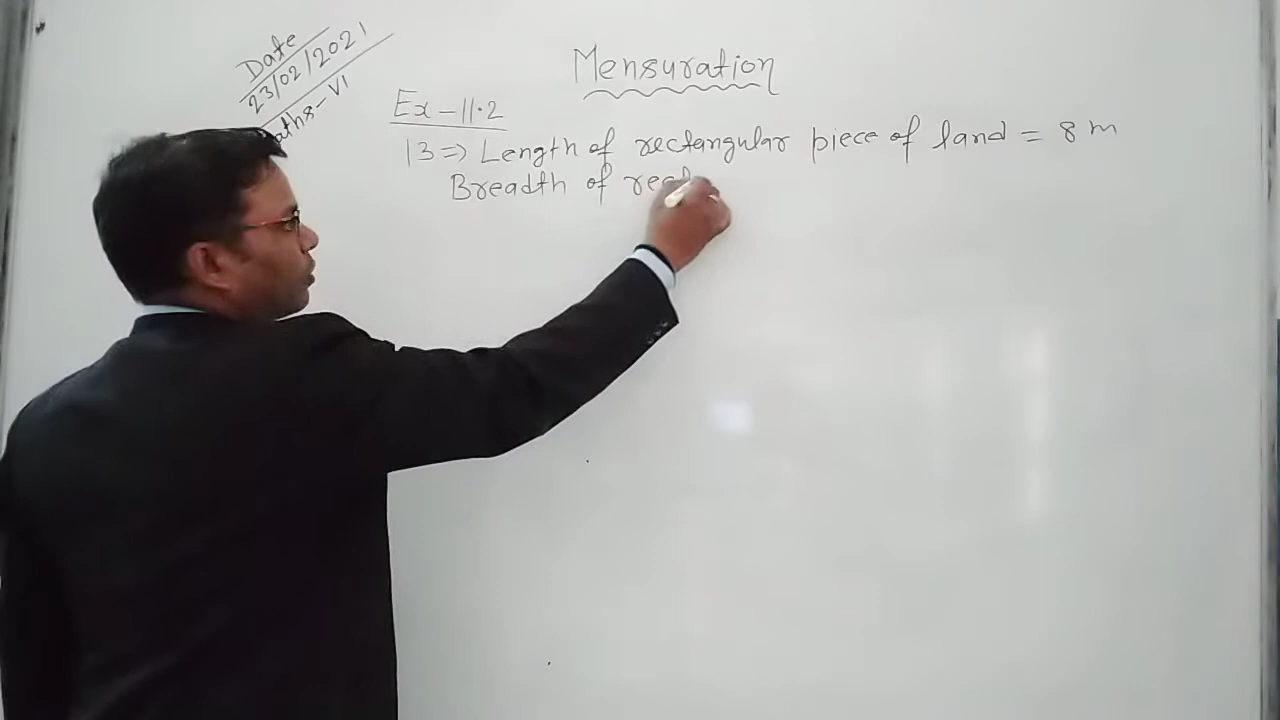 Date
23/02/2021
Maths-VI
Mensuration
Ex-11.2
13⇒ Length of rectangular piece of land = 8 m
Breadth of rect